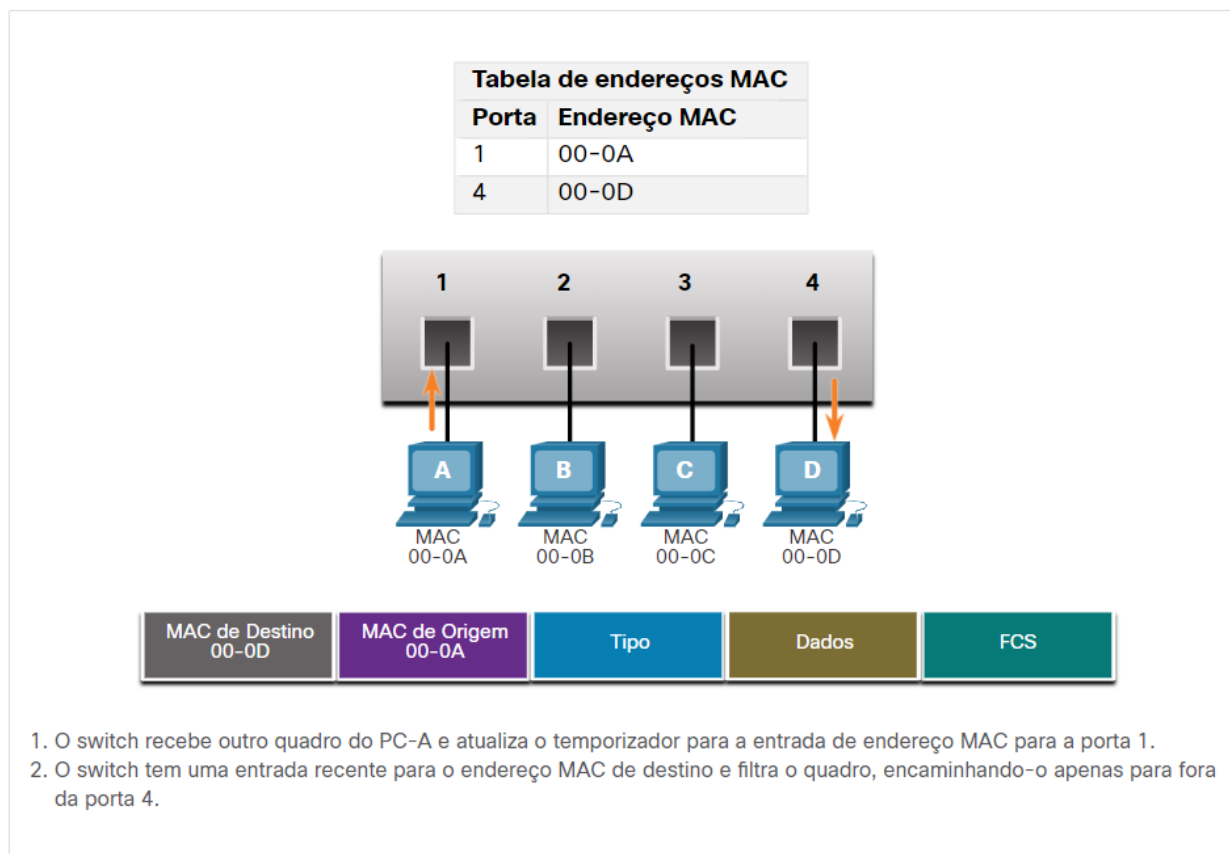 Tabela de endereços MAC
Porta Endereço MAC
1 00-0A
4 00-0D
1 2 3 4
A B C D
MAC MAC MAC MAC
00-0A 00-0B 00-0C 00-0D
MAC de Destino MAC de Origem Tipo Dados FCS
00-0D 00-0A
1. O switch recebe outro quadro do PC-A e atualiza o temporizador para a entrada de endereço MAC para a porta 1.
2. O switch tem uma entrada recente para o endereço MAC de destino e filtra o quadro, encaminhando-o apenas para fora
da porta 4.